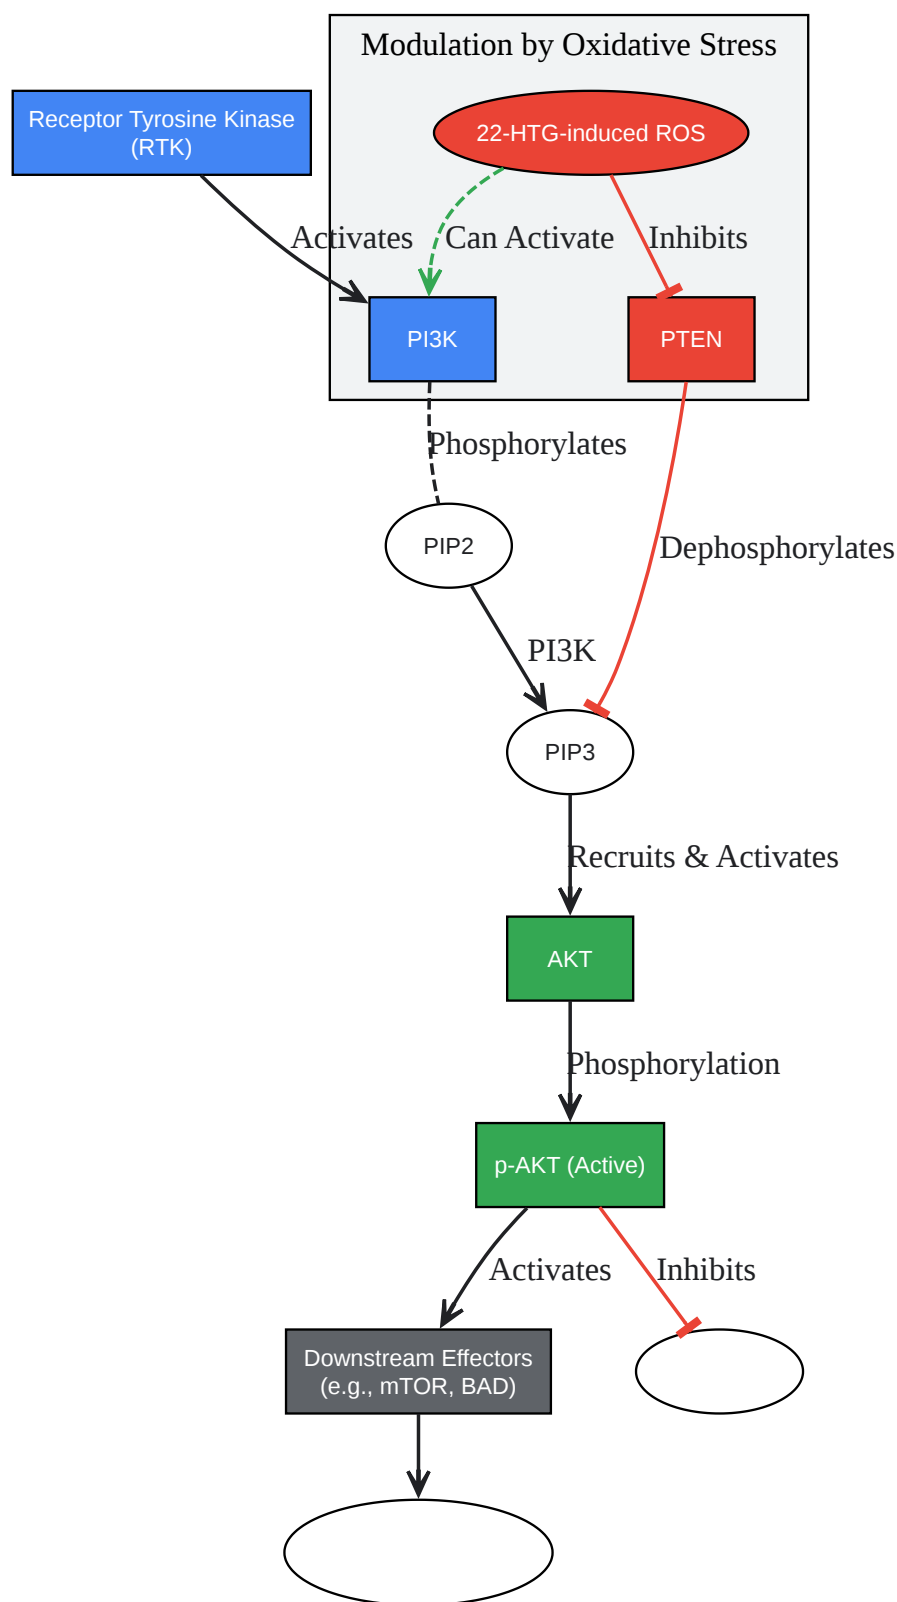 Modulation by Oxidative Stress
Receptor Tyrosine Kinase
(RTK)
22-HTG-induced ROS
Activates
Can Activate
Inhibits
PI3K
PTEN
Phosphorylates
PIP2
Dephosphorylates
PI3K
PIP3
Recruits & Activates
AKT
Phosphorylation
p-AKT (Active)
Activates
Inhibits
Downstream Effectors
(e.g., mTOR, BAD)